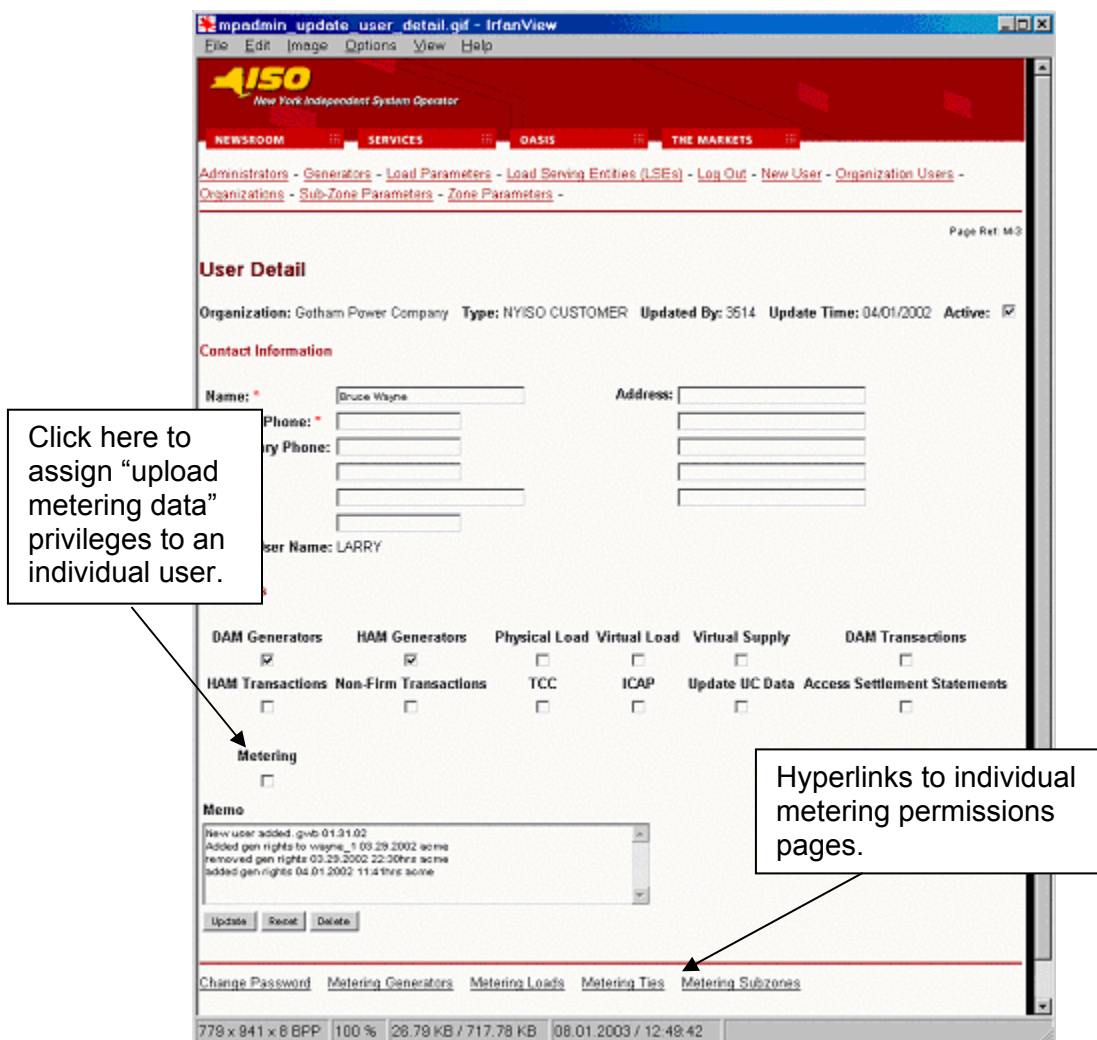 mpadmin_update_user_detail.gif - IrfanView
File Edit Image Options View Help
ISO
New York Independent System Operator
NEWSROOM SERVICES OASIS THE MARKETS
Administrators - Generators - Load Parameters - Load Serving Entities (LSEs) - Log Out - New User - Organization Users -
Organizations - Sub-Zone Parameters - Zone Parameters -
Page Ref: M-3
User Detail
Organization: Gotham Power Company Type: NYISO CUSTOMER Updated By: 3514 Update Time: 04/01/2002 Active:
Contact Information
Name: * Bruce Wayne Address:
Phone: *
ry Phone:
ser Name: LARRY
Click here to
assign “upload
metering data”
privileges to an
individual user.
s
DAM Generators HAM Generators Physical Load Virtual Load Virtual Supply DAM Transactions
HAM Transactions Non-Firm Transactions TCC ICAP Update UC Data Access Settlement Statements
Metering
Hyperlinks to individual
metering permissions
pages.
Memo
New user added. gwb 01.31.02
Added gen rights to wayne_1 03.29.2002 acme
removed gen rights 03.29.2002 22:30hrs acme
added gen rights 04.01.2002 11:41hrs acme
Update Reset Delete
Change Password Metering Generators Metering Loads Metering Ties Metering Subzones
779 x 941 x 8 BPP 100 % 26.79 KB / 717.78 KB 08.01.2003 / 12:49:42